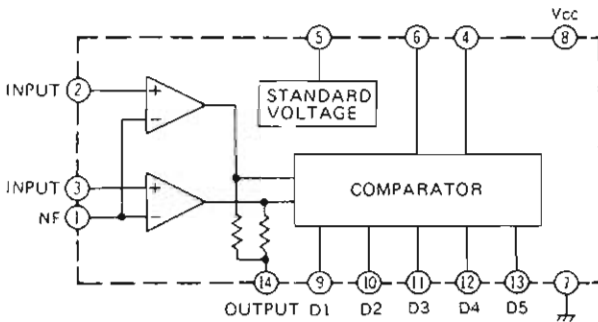 Vcc
5
6
4
8
INPUT 2
STANDARD
VOLTAGE
INPUT 3
COMPARATOR
NF 1
14
9
10
11
12
13
7
OUTPUT D1 D2 D3 D4 D5